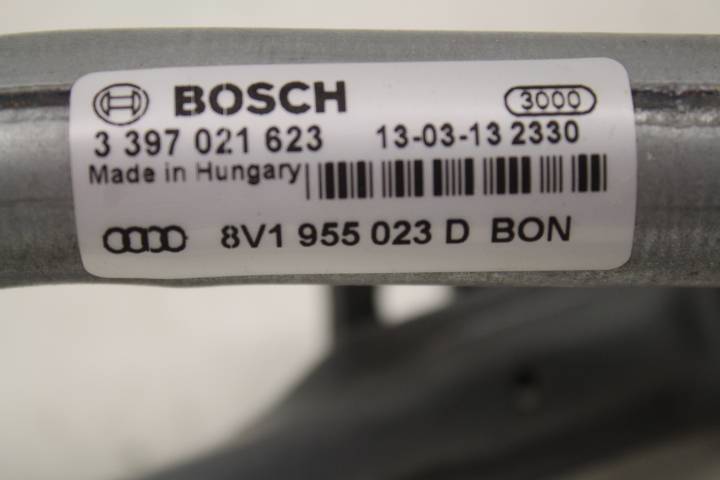 BOSCH 3000
3 397 021 623 13-03-13 2330
Made in Hungary
8V1 955 023 D BON